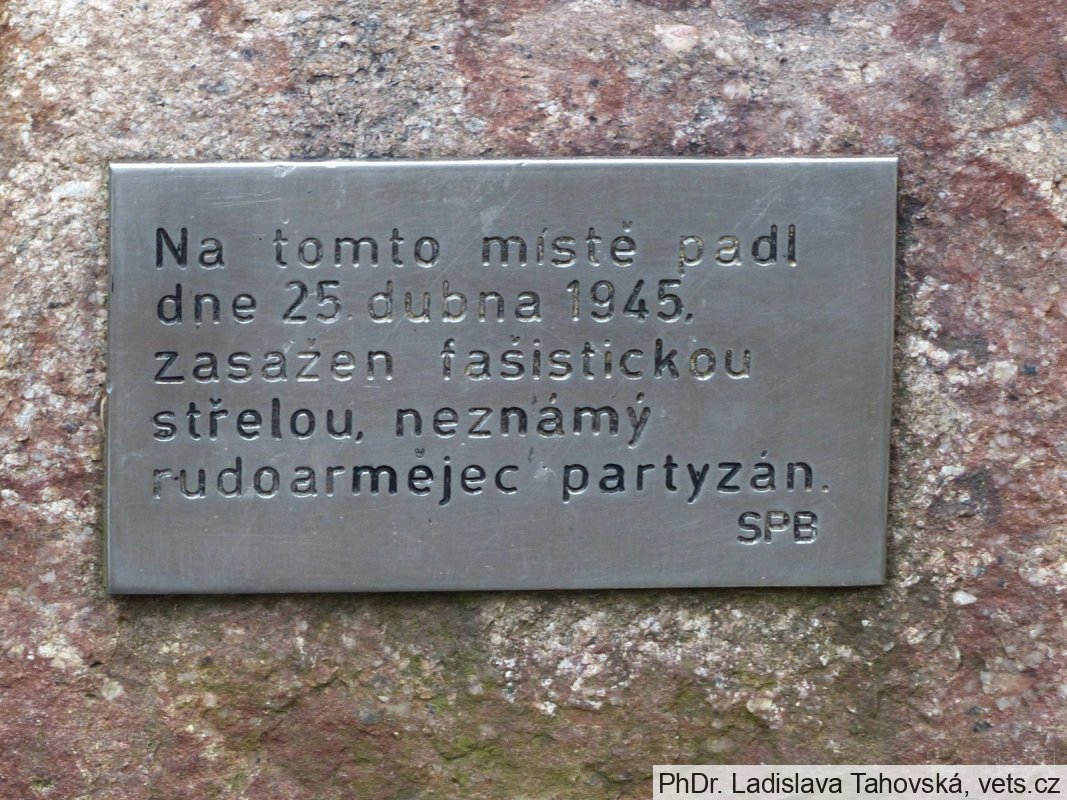 Na tomto místě padl
dne 25. dubna 1945,
zasažen fašistickou
střelou, neznámý
rudoarmějec partyzán.
SPB
PhDr. Ladislava Tahovská, vets.cz